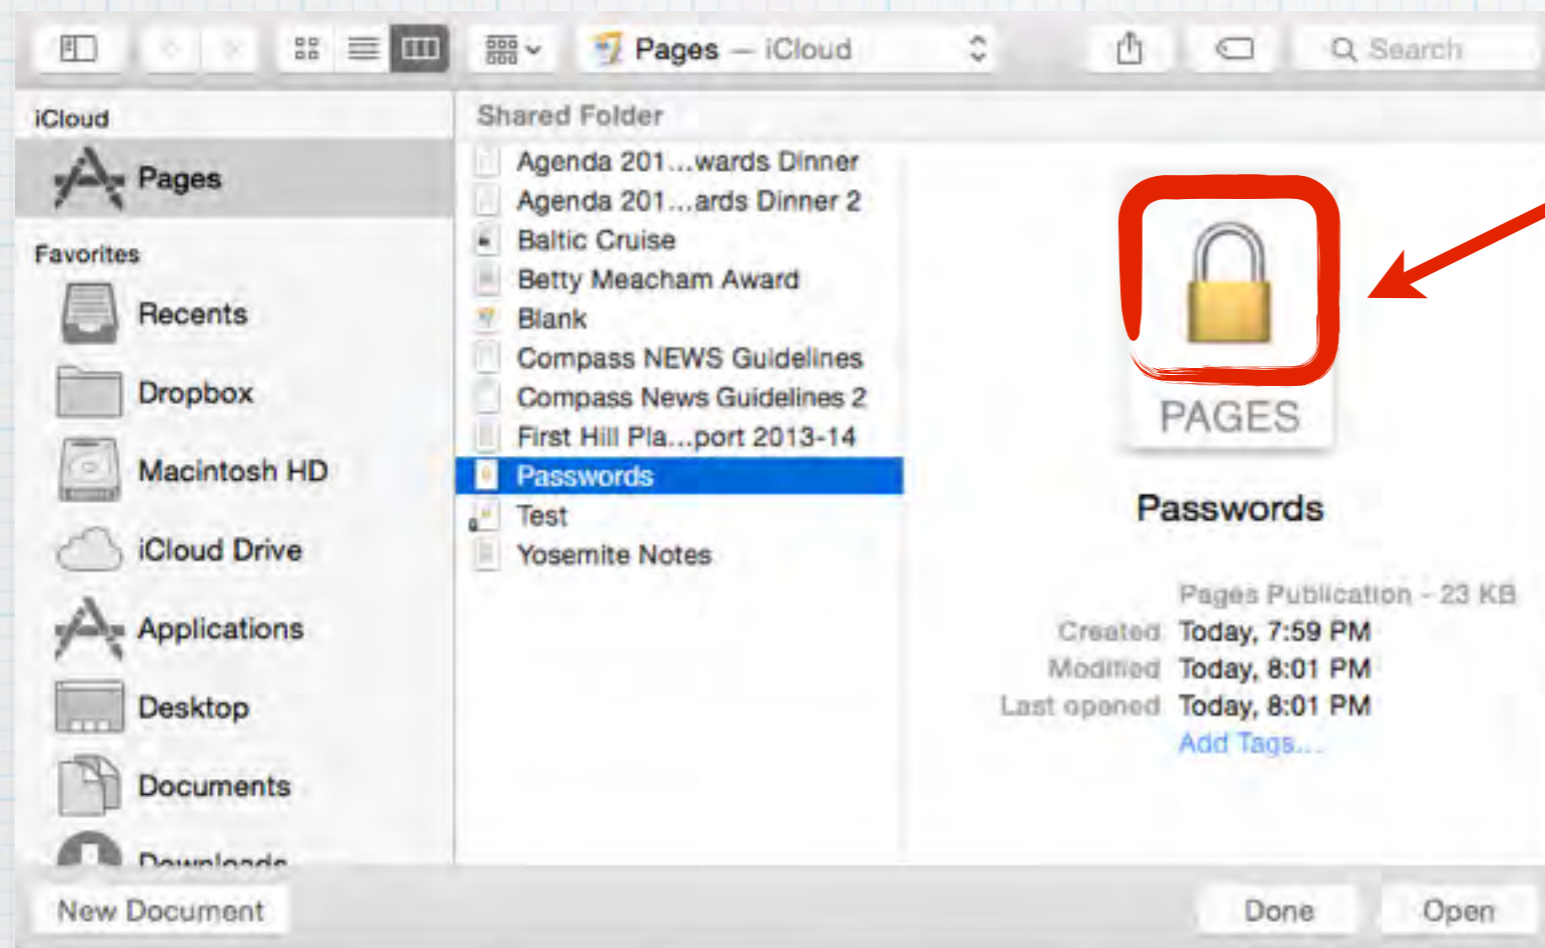 Pages — iCloud
Search
iCloud
Pages
Favorites
Recents
Dropbox
Macintosh HD
iCloud Drive
Applications
Desktop
Documents
Downloads
Shared Folder
Agenda 201...wards Dinner
Agenda 201...ards Dinner 2
Baltic Cruise
Betty Meacham Award
Blank
Compass NEWS Guidelines
Compass News Guidelines 2
First Hill Pla...port 2013-14
Passwords
Test
Yosemite Notes
PAGES
Passwords
Pages Publication - 23 KB
Created Today, 7:59 PM
Modified Today, 8:01 PM
Last opened Today, 8:01 PM
Add Tags...
New Document
Done
Open